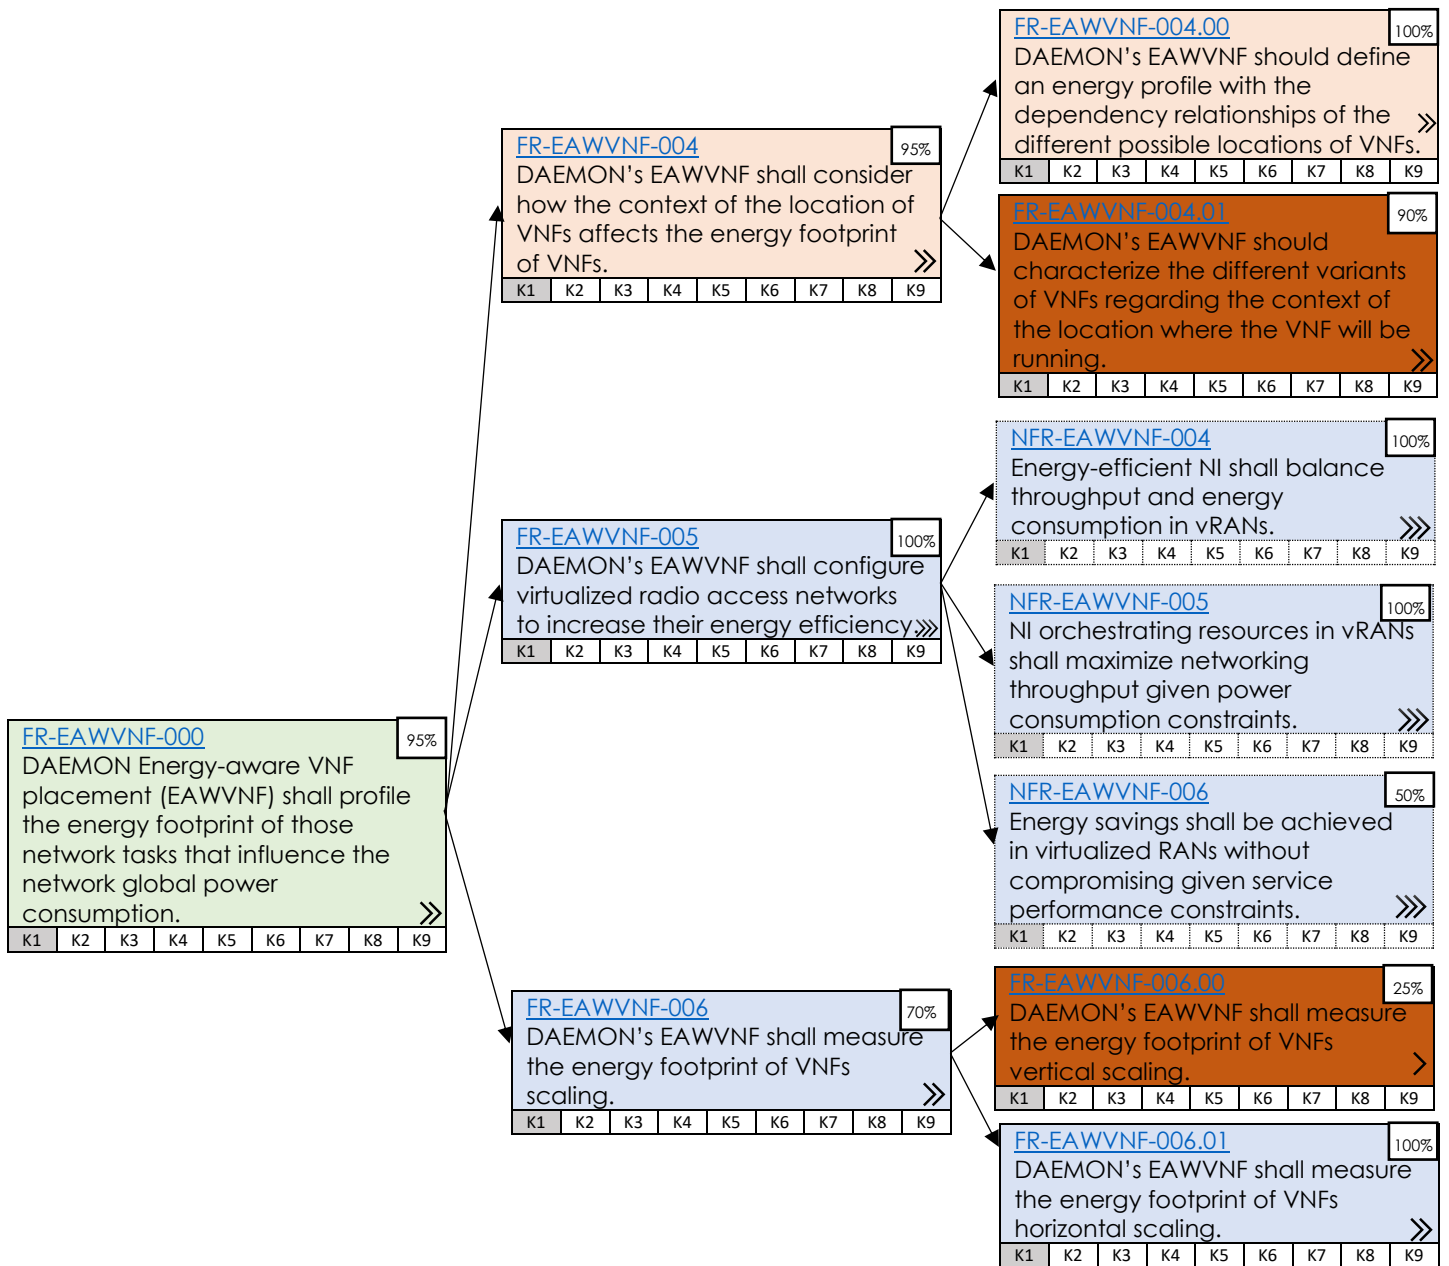 FR-EAWVNF-000
95%
DAEMON Energy-aware VNF
placement (EAWVNF) shall profile
the energy footprint of those
network tasks that influence the
network global power
consumption.
K1 K2 K3 K4 K5 K6 K7 K8 K9
FR-EAWVNF-004
95%
DAEMON’s EAWVNF shall consider
how the context of the location of
VNFs affects the energy footprint
of VNFs.
K1 K2 K3 K4 K5 K6 K7 K8 K9
FR-EAWVNF-005
100%
DAEMON’s EAWVNF shall configure
virtualized radio access networks
to increase their energy efficiency.
K1 K2 K3 K4 K5 K6 K7 K8 K9
FR-EAWVNF-006
70%
DAEMON’s EAWVNF shall measure
the energy footprint of VNFs
scaling.
K1 K2 K3 K4 K5 K6 K7 K8 K9
FR-EAWVNF-004.00
100%
DAEMON’s EAWVNF should define
an energy profile with the
dependency relationships of the
different possible locations of VNFs.
K1 K2 K3 K4 K5 K6 K7 K8 K9
FR-EAWVNF-004.01
90%
DAEMON’s EAWVNF should
characterize the different variants
of VNFs regarding the context of
the location where the VNF will be
running.
K1 K2 K3 K4 K5 K6 K7 K8 K9
NFR-EAWVNF-004
100%
Energy-efficient NI shall balance
throughput and energy
consumption in vRANs.
K1 K2 K3 K4 K5 K6 K7 K8 K9
NFR-EAWVNF-005
100%
NI orchestrating resources in vRANs
shall maximize networking
throughput given power
consumption constraints.
K1 K2 K3 K4 K5 K6 K7 K8 K9
NFR-EAWVNF-006
50%
Energy savings shall be achieved
in virtualized RANs without
compromising given service
performance constraints.
K1 K2 K3 K4 K5 K6 K7 K8 K9
FR-EAWVNF-006.00
25%
DAEMON’s EAWVNF shall measure
the energy footprint of VNFs
vertical scaling.
K1 K2 K3 K4 K5 K6 K7 K8 K9
FR-EAWVNF-006.01
100%
DAEMON’s EAWVNF shall measure
the energy footprint of VNFs
horizontal scaling.
K1 K2 K3 K4 K5 K6 K7 K8 K9